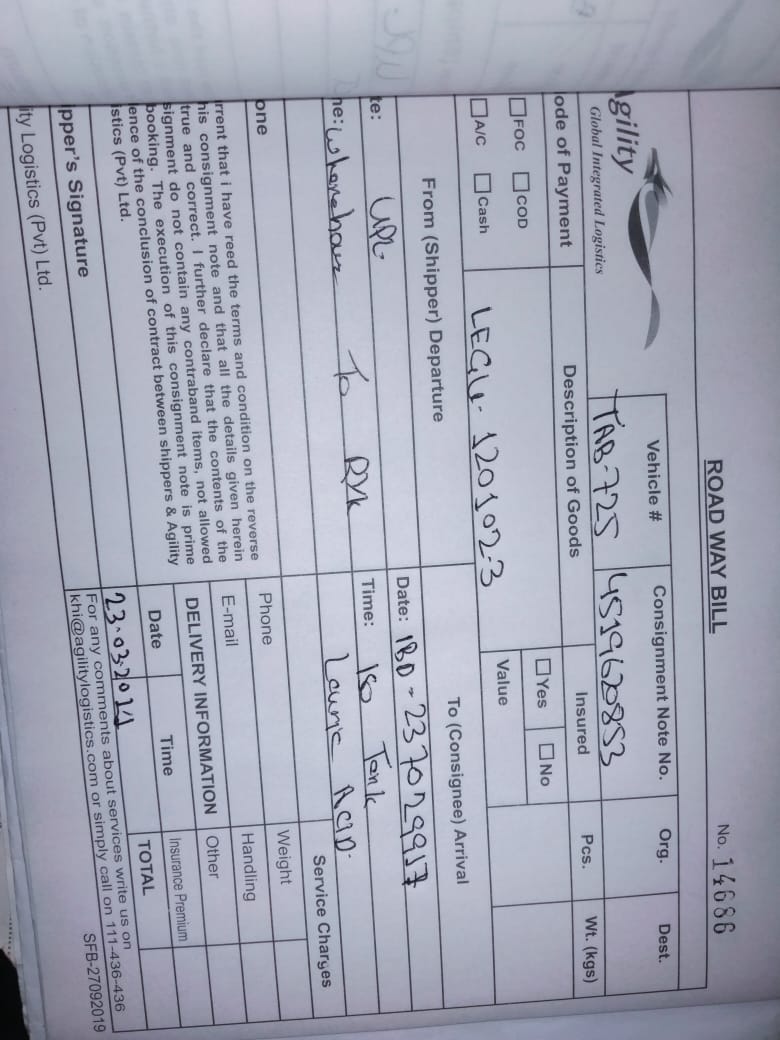 ROAD WAY BILL
No. 14686
Agility
Global Integrated Logistics
Vehicle #
Consignment Note No.
Org.
Dest.
TAB-725
4519620853
ode of Payment
Description of Goods
Insured
Pcs.
Wt. (kgs)
FOC
COD
Yes
No
A/C
Cash
LEGU- 120102-3
Value
From (Shipper) Departure
To (Consignee) Arrival
te: UPL
Date: IBD - 237029957
ne: To RYK
Time: ISO Tank
Lauric ACID
Service Charges
one
Phone
Weight
E-mail
Handling
DELIVERY INFORMATION
Other
Date
Time
Insurance Premium
TOTAL
rrent that i have reed the terms and condition on the reverse
his consignment note and that all the details given herein
true and correct. I further declare that the contents of the
signment do not contain any contraband items, not allowed
booking. The execution of this consignment note is prime
ence of the conclusion of contract between shippers & Agility
istics (Pvt) Ltd.
23-03-2021
For any comments about services write us on
khi@agilitylogistics.com or simply call on 111-436-436
pper's Signature
SFB-27092019
ity Logistics (Pvt) Ltd.